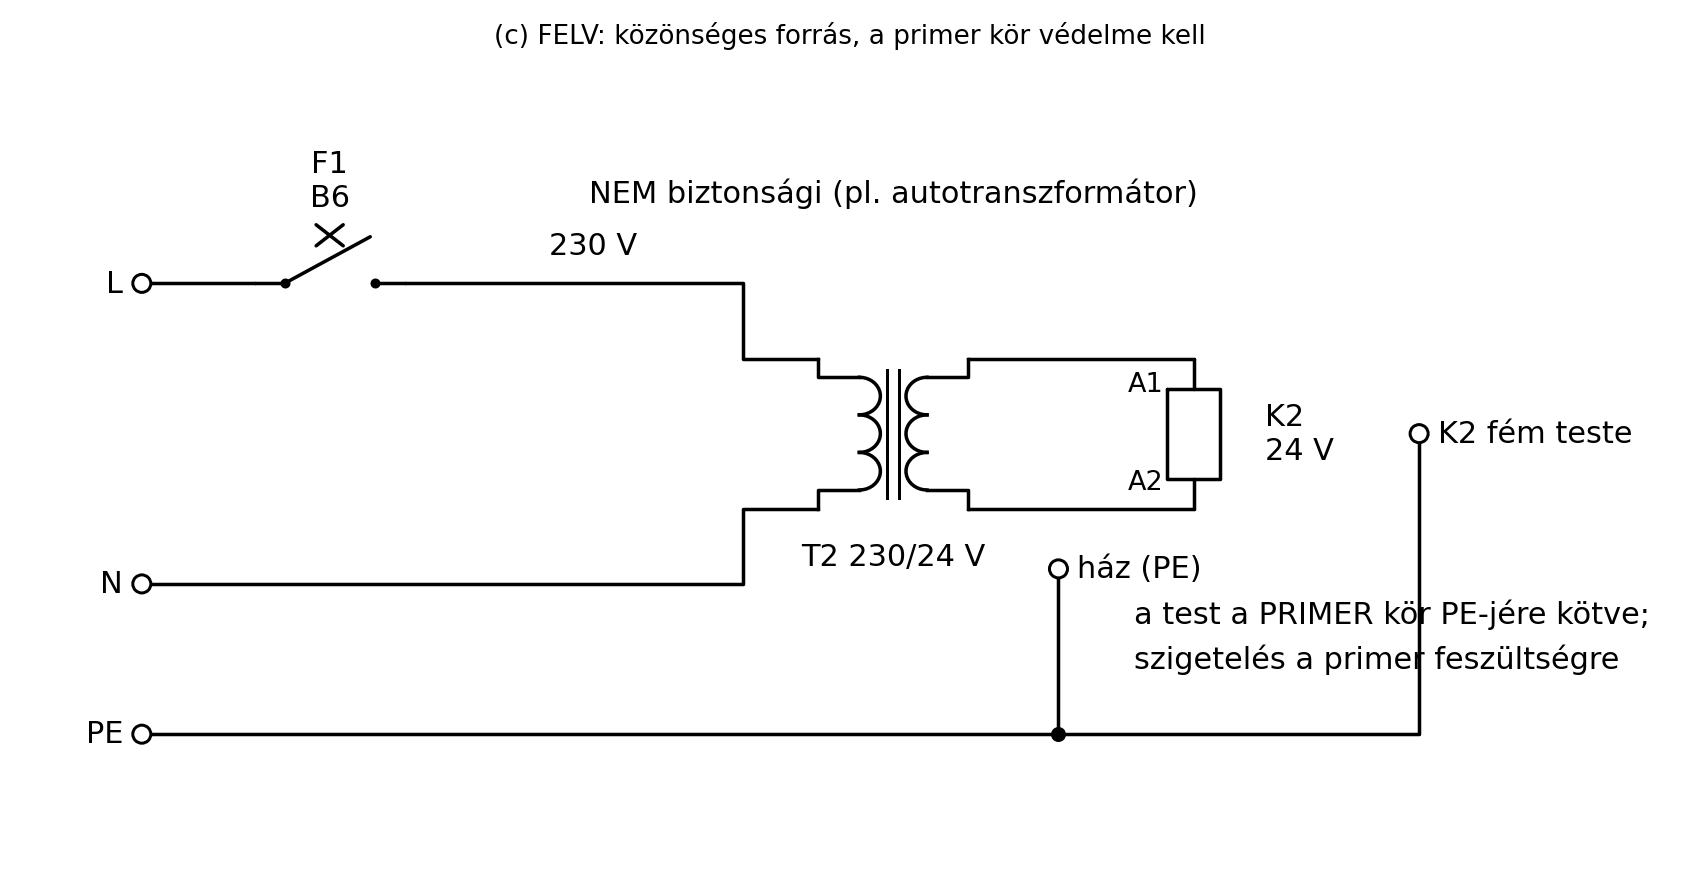 (c) FELV: közönséges forrás, a primer kör védelme kell
F1
B6
NEM biztonsági (pl. autotranszformátor)
230 V
L
A1
K2
24 V
K2 fém teste
A2
T2 230/24 V
ház (PE)
N
a test a PRIMER kör PE-jére kötve;
szigetelés a primer feszültségre
PE